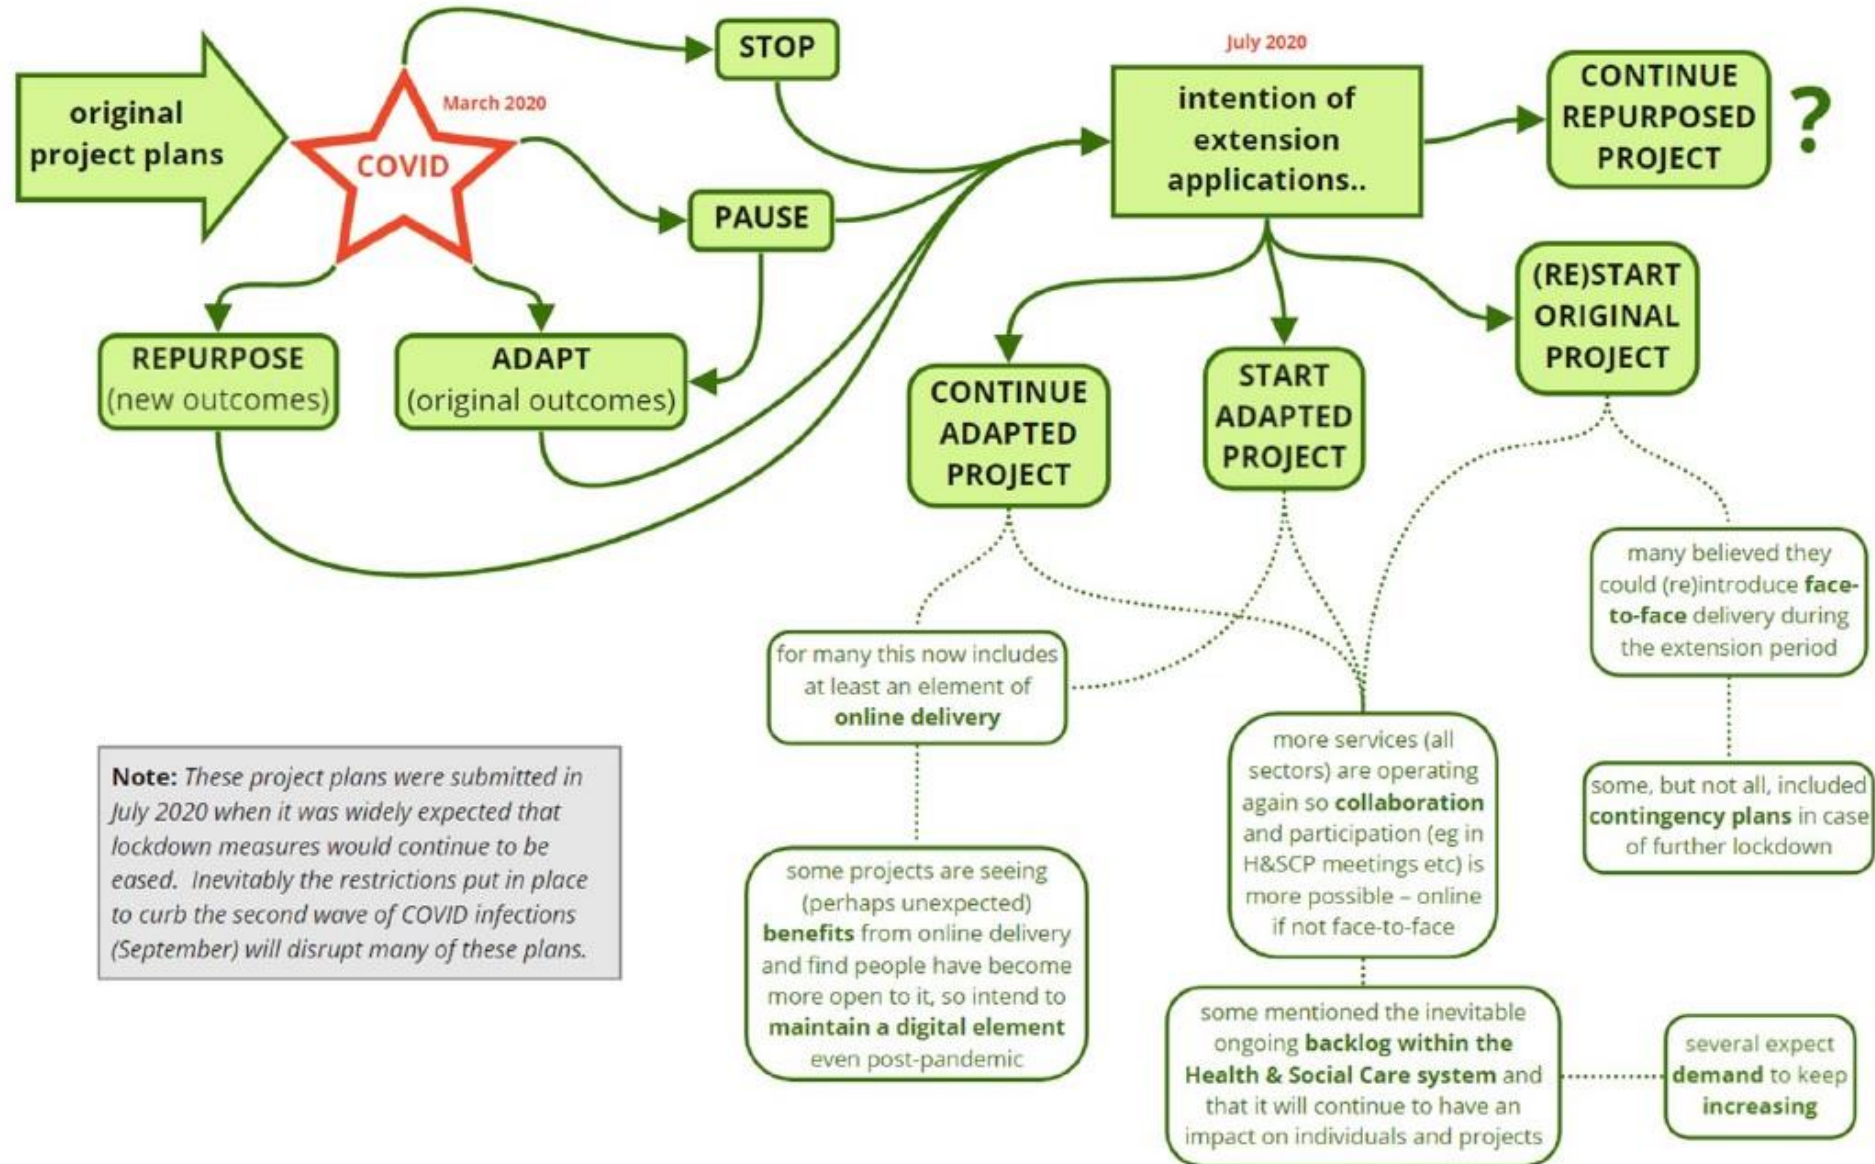 original
project plans
March 2020
COVID
STOP
PAUSE
REPURPOSE
(new outcomes)
ADAPT
(original outcomes)
July 2020
intention of
extension
applications..
CONTINUE
REPURPOSED
PROJECT
?
(RE)START
ORIGINAL
PROJECT
START
ADAPTED
PROJECT
CONTINUE
ADAPTED
PROJECT
many believed they
could (re)introduce face-
to-face delivery during
the extension period
some, but not all, included
contingency plans in case
of further lockdown
for many this now includes
at least an element of
online delivery
some projects are seeing
(perhaps unexpected)
benefits from online delivery
and find people have become
more open to it, so intend to
maintain a digital element
even post-pandemic
more services (all
sectors) are operating
again so collaboration
and participation (eg in
H&SCP meetings etc) is
more possible – online
if not face-to-face
some mentioned the inevitable
ongoing backlog within the
Health & Social Care system and
that it will continue to have an
impact on individuals and projects
several expect
demand to keep
increasing
Note: These project plans were submitted in
July 2020 when it was widely expected that
lockdown measures would continue to be
eased. Inevitably the restrictions put in place
to curb the second wave of COVID infections
(September) will disrupt many of these plans.